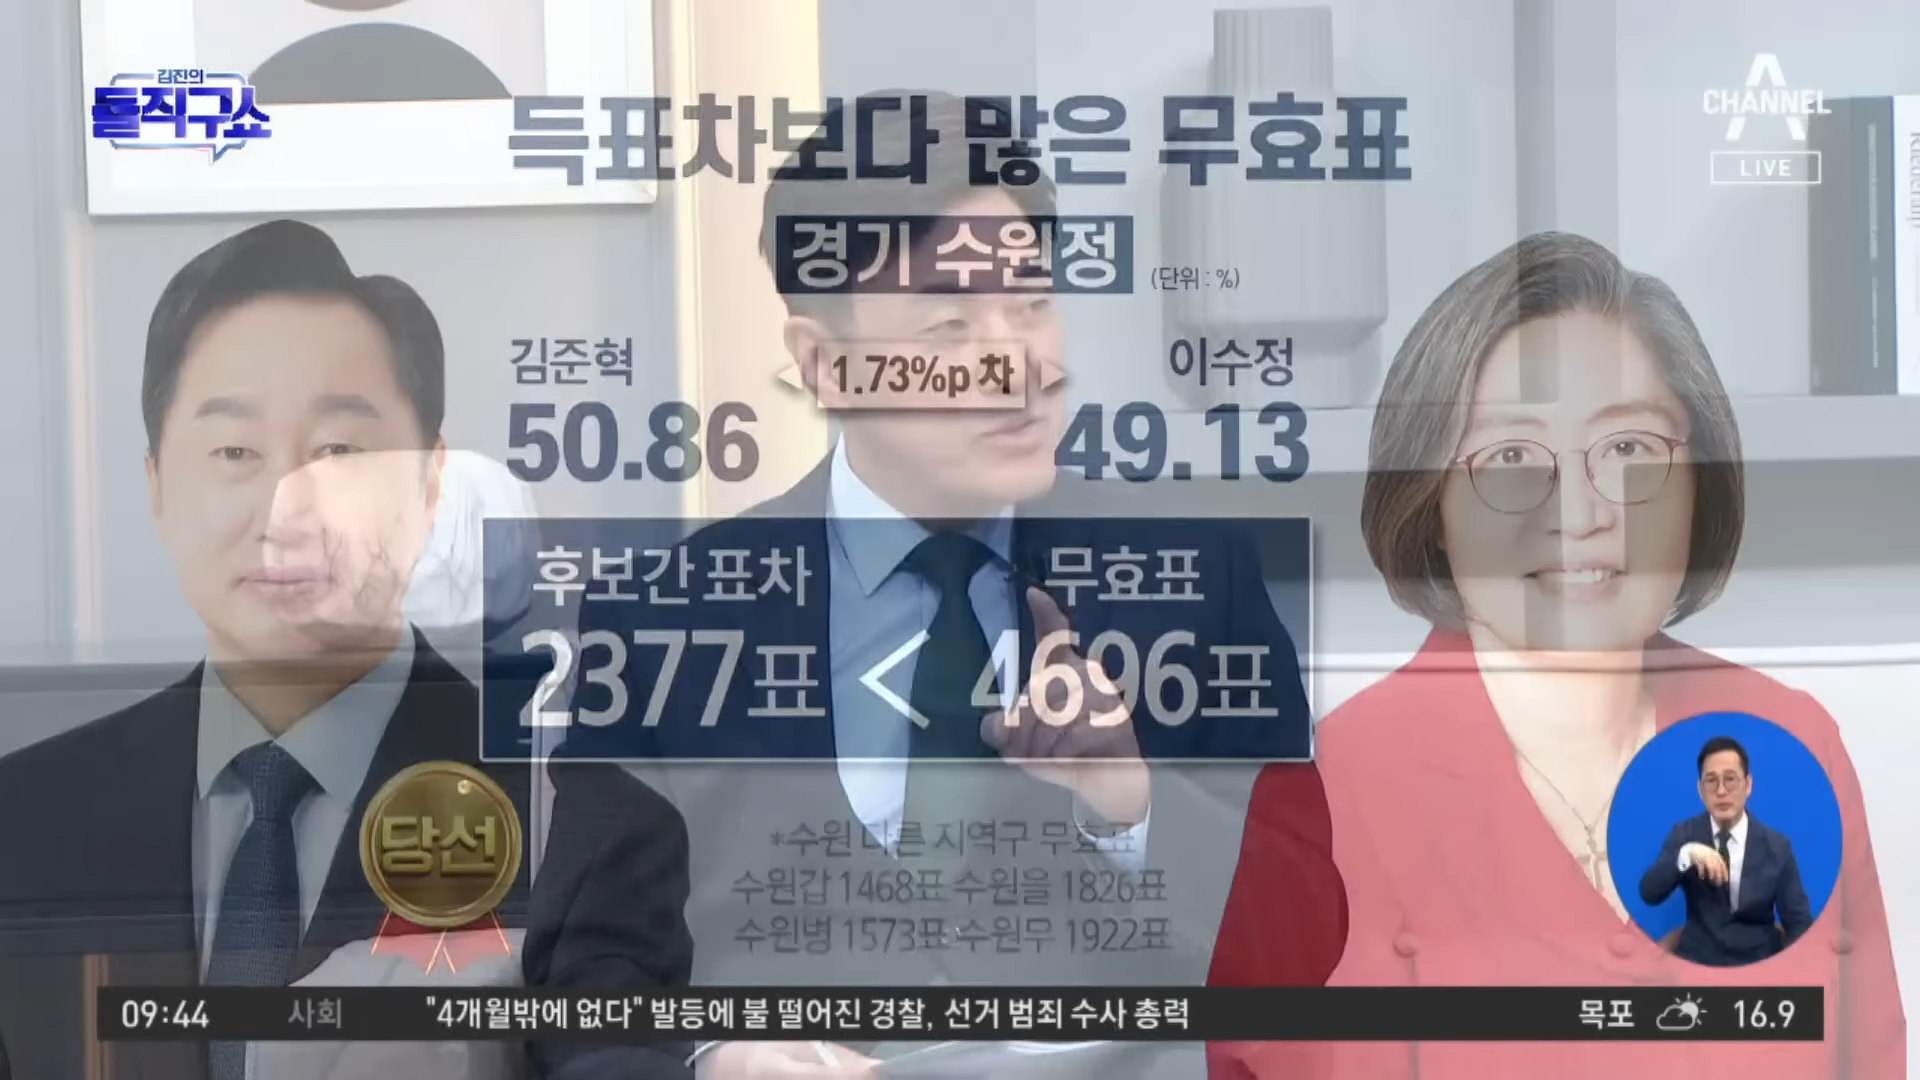 김진의
돌직구쇼
CHANNEL A
LIVE
득표차보다 많은 무효표
경기 수원정
(단위 : %)
김준혁
1.73%p 차
이수정
50.86
49.13
후보간 표차
무효표
2377표 < 4696표
당선
*수원 다른 지역구 무효표
수원갑 1468표 수원을 1826표
수원병 1573표 수원무 1922표
09:44 사회 "4개월밖에 없다" 발등에 불 떨어진 경찰, 선거 범죄 수사 총력 목포 16.9